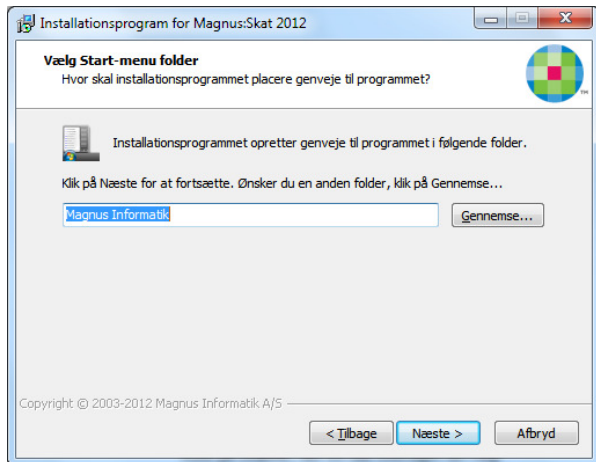 Installationsprogram for Magnus:Skat 2012
Vælg Start-menu folder
Hvor skal installationsprogrammet placere genveje til programmet?
TM
Installationsprogrammet opretter genveje til programmet i følgende folder.
Klik på Næste for at fortsætte. Ønsker du en anden folder, klik på Gennemse...
Magnus Informatik
Gennemse...
Copyright © 2003-2012 Magnus Informatik A/S
< Tilbage
Næste >
Afbryd